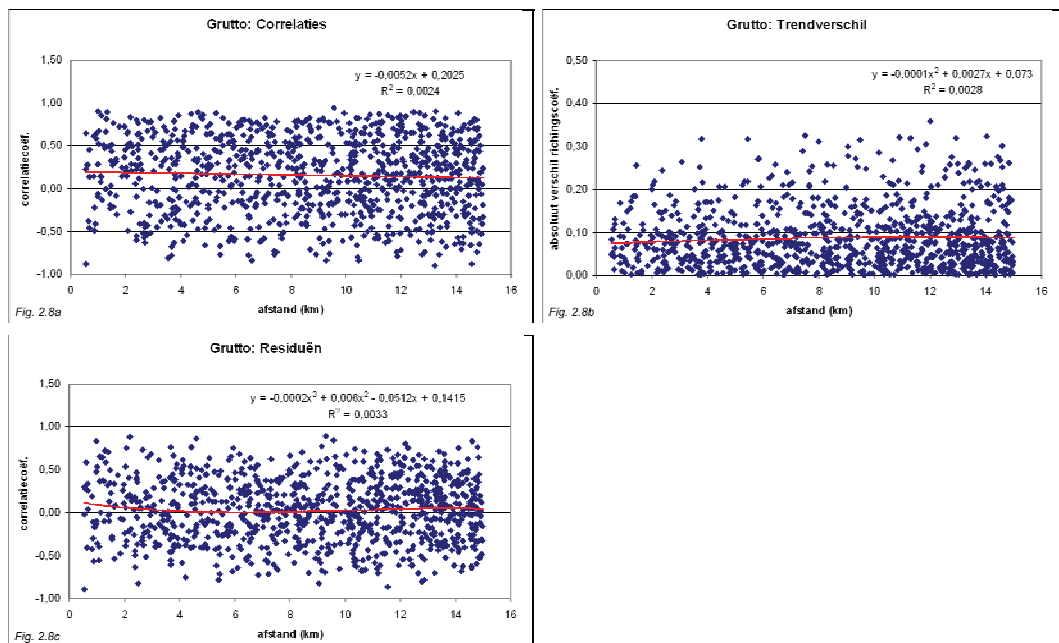 Grutto: Correlaties
1,50
1,00
0,50
0,00
-0,50
-1,00
correlatiecoëf.
y = -0,0052x + 0,2025
R² = 0,0024
0 2 4 6 8 10 12 14 16
afstand (km)
Fig. 2.8a
Grutto: Trendverschil
0,50
0,40
0,30
0,20
0,10
0,00
absoluut verschil richingscoëf.
y = -0,0001x² + 0,0027x + 0,073
R² = 0,0028
0 2 4 6 8 10 12 14 16
afstand (km)
Fig. 2.8b
Grutto: Residuën
1,50
1,00
0,50
0,00
-0,50
-1,00
correlatiecoëf.
y = -0,0002x³ + 0,006x² - 0,0512x + 0,1415
R² = 0,0033
0 2 4 6 8 10 12 14 16
afstand (km)
Fig. 2.8c